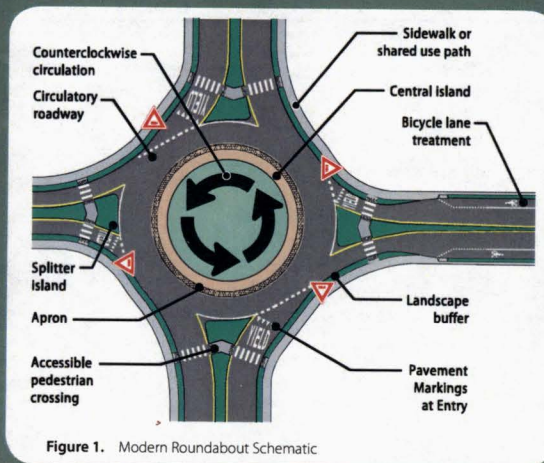 Counterclockwise
circulation
Circulatory
roadway
Sidewalk or
shared use path
Central island
Bicycle lane
treatment
YIELD
YIELD
YIELD
YIELD
Splitter
island
Apron
Accessible
pedestrian
crossing
Landscape
buffer
Pavement
Markings
at Entry
Figure 1. Modern Roundabout Schematic